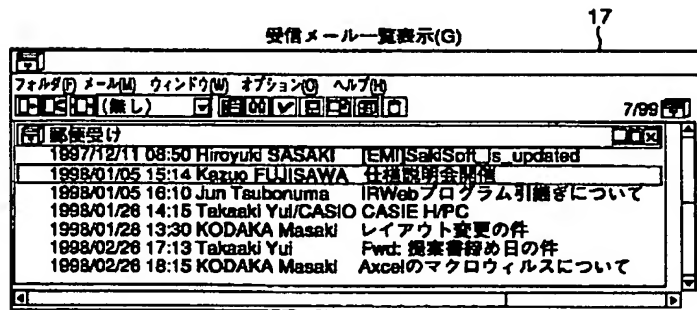 17
受信メール一覧表示(G)
フォルダ(F) メール(M) ウィンドウ(W) オプション(O) ヘルプ(H)
(無し) 7/99
郵便受け
1997/12/11 08:50 Hiroyuki SASAKI [EMI]SakiSoft_is_updated
1998/01/05 15:14 Kazuo FUJISAWA 仕様説明会開催
1998/01/05 16:10 Jun Tsubonuma IRWebプログラム引継ぎについて
1998/01/26 14:15 Takaaki Yui/CASIO CASIE H/PC
1998/01/28 13:30 KODAKA Masaki レイアウト変更の件
1998/02/26 17:13 Takaaki Yui Fwd: 提案書締め日の件
1998/02/26 18:15 KODAKA Masaki Axcelのマクロウィルスについて